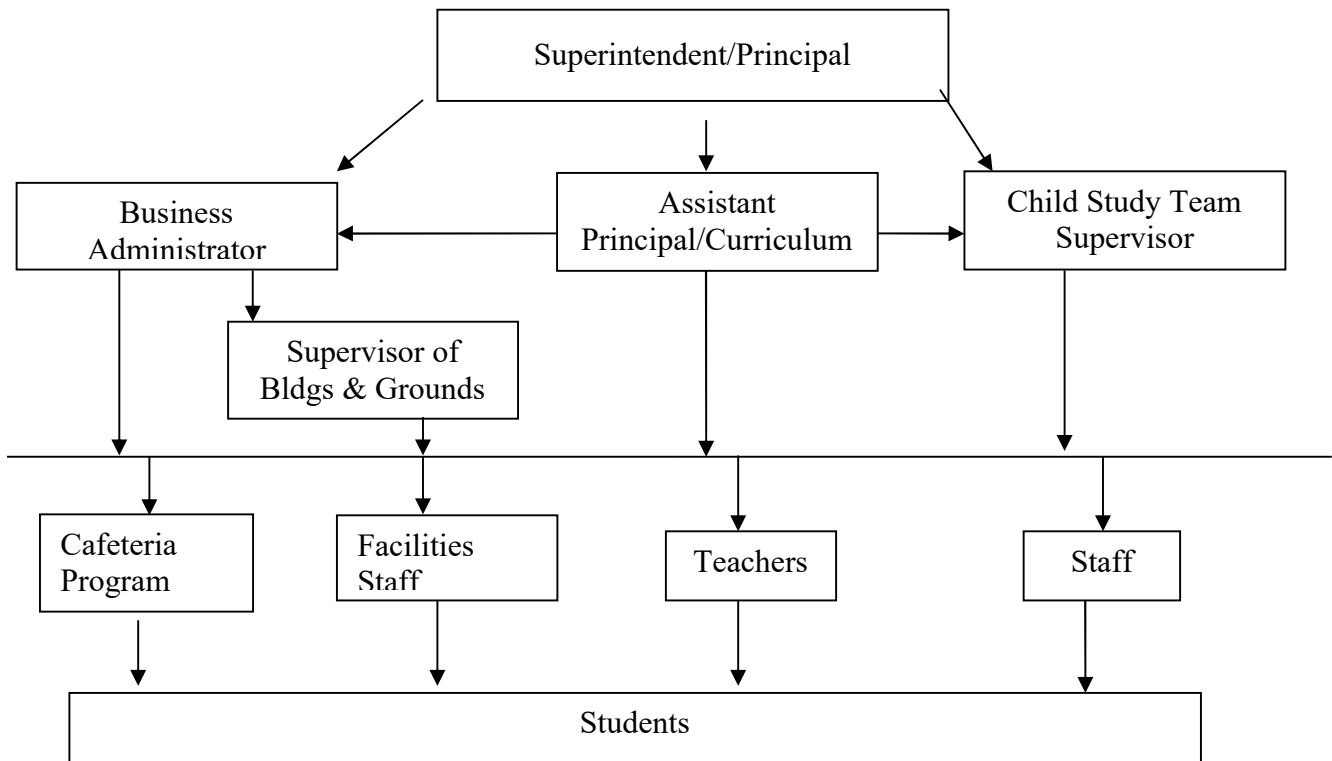 Superintendent/Principal
Business
Administrator
Assistant
Principal/Curriculum
Child Study Team
Supervisor
Supervisor of
Bldgs & Grounds
Cafeteria
Program
Facilities
Staff
Teachers
Staff
Students